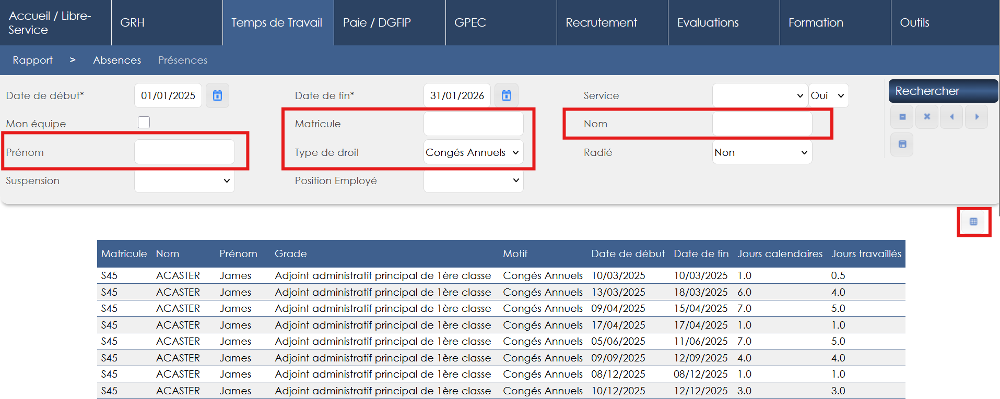 Accueil / Libre-Service GRH Temps de Travail Paie / DGFIP GPEC Recrutement Evaluations Formation Outils
Rapport > Absences Présences
Date de début* 01/01/2025 Date de fin* 31/01/2026 Service Oui Rechercher
Mon équipe Matricule Nom
Prénom Type de droit Congés Annuels Radié Non
Suspension Position Employé
Matricule Nom Prénom Grade Motif Date de début Date de fin Jours calendaires Jours travaillés
S45 ACASTER James Adjoint administratif principal de 1ère classe Congés Annuels 10/03/2025 10/03/2025 1.0 0.5
S45 ACASTER James Adjoint administratif principal de 1ère classe Congés Annuels 13/03/2025 18/03/2025 6.0 4.0
S45 ACASTER James Adjoint administratif principal de 1ère classe Congés Annuels 09/04/2025 15/04/2025 7.0 5.0
S45 ACASTER James Adjoint administratif principal de 1ère classe Congés Annuels 17/04/2025 17/04/2025 1.0 1.0
S45 ACASTER James Adjoint administratif principal de 1ère classe Congés Annuels 05/06/2025 11/06/2025 7.0 5.0
S45 ACASTER James Adjoint administratif principal de 1ère classe Congés Annuels 09/09/2025 12/09/2025 4.0 4.0
S45 ACASTER James Adjoint administratif principal de 1ère classe Congés Annuels 08/12/2025 08/12/2025 1.0 1.0
S45 ACASTER James Adjoint administratif principal de 1ère classe Congés Annuels 10/12/2025 12/12/2025 3.0 3.0